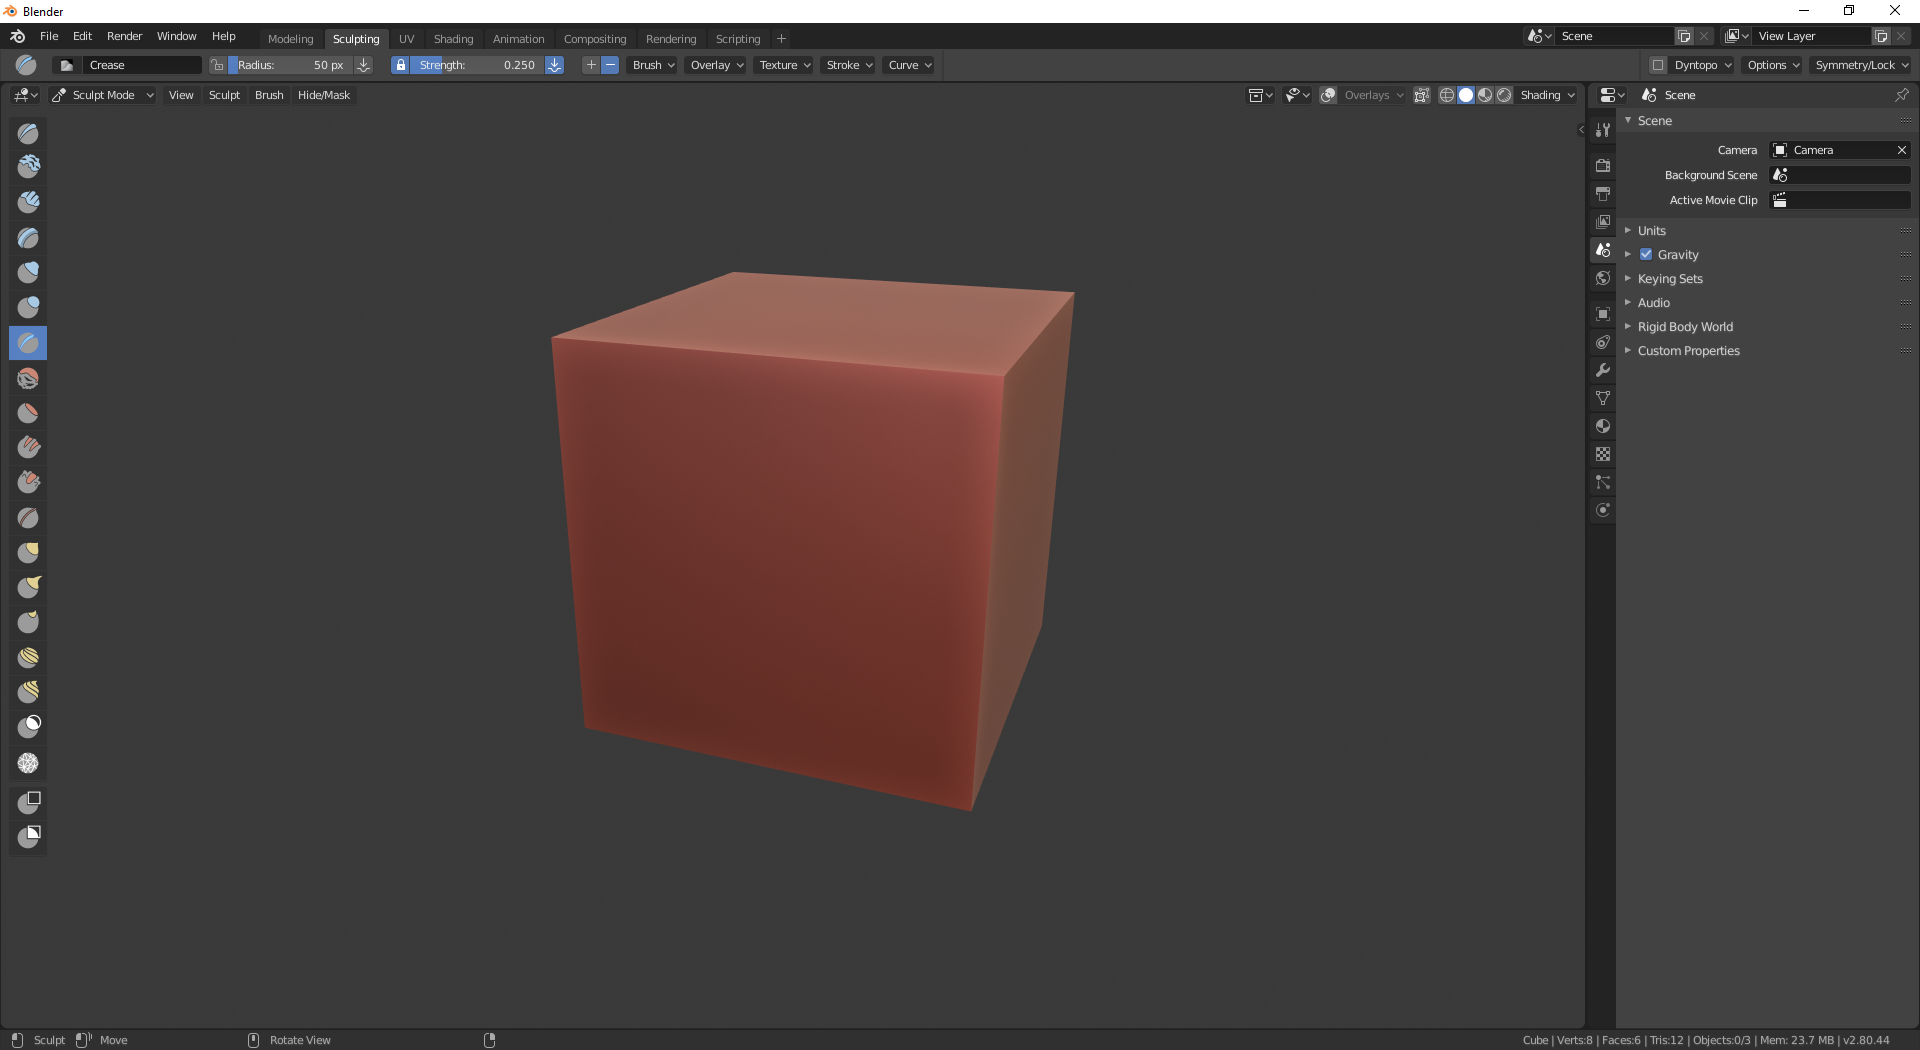 Blender
File Edit Render Window Help Modeling Sculpting UV Shading Animation Compositing Rendering Scripting + Scene View Layer
Crease Radius: 50 px Strength: 0.250 Brush Overlay Texture Stroke Curve Dyntopo Options Symmetry/Lock
Sculpt Mode View Sculpt Brush Hide/Mask Overlays Shading Scene
Scene
Camera Camera
Background Scene
Active Movie Clip
Units
Gravity
Keying Sets
Audio
Rigid Body World
Custom Properties
Sculpt Move Rotate View Cube | Verts:8 | Faces:6 | Tris:12 | Objects:0/3 | Mem: 23.7 MB | v2.80.44